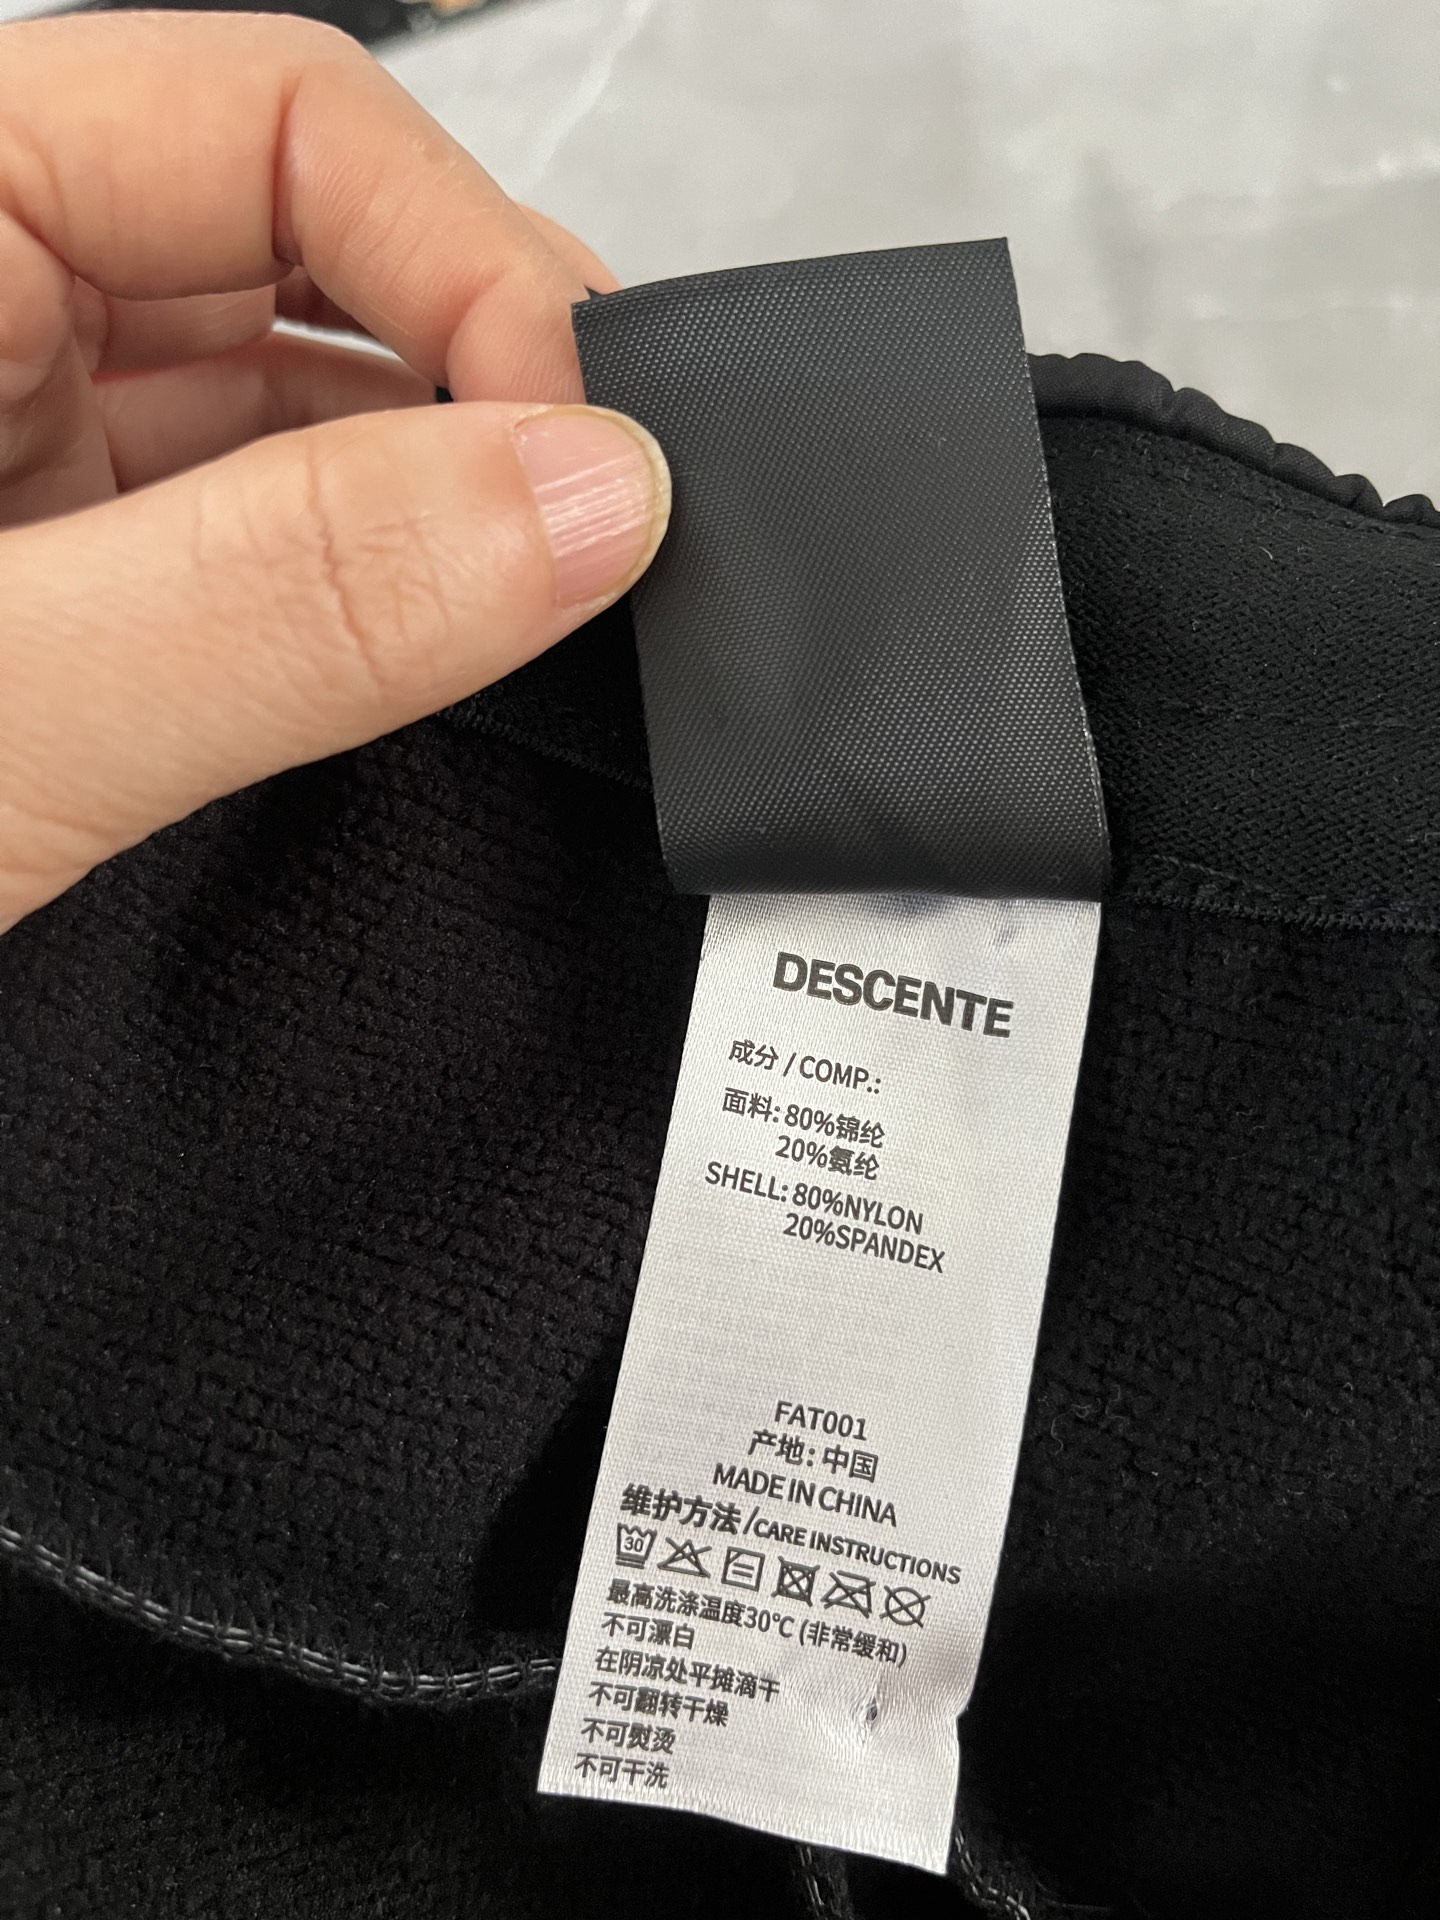 DESCENTE
成分 / COMP.:
面料: 80%锦纶
20%氨纶
SHELL: 80%NYLON
20%SPANDEX
FAT001
产地: 中国
MADE IN CHINA
维护方法/CARE INSTRUCTIONS
30
最高洗涤温度30℃ (非常缓和)
不可漂白
在阴凉处平摊滴干
不可翻转干燥
不可熨烫
不可干洗